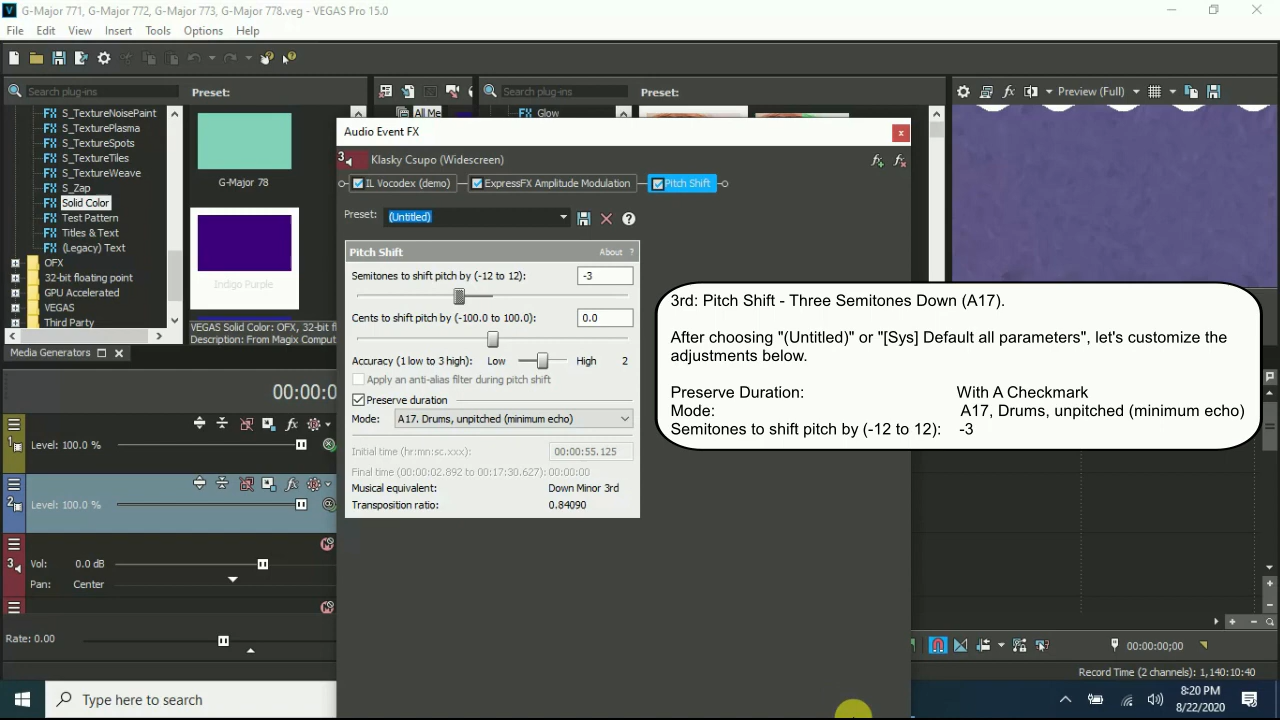 G-Major 771, G-Major 772, G-Major 773, G-Major 778.veg - VEGAS Pro 15.0
File Edit View Insert Tools Options Help
Search plug-ins
Preset:
Search plug-ins
Preset:
Preview (Full)
S_TextureNoisePaint
S_TexturePlasma
S_TextureSpots
S_TextureTiles
S_TextureWeave
S_Zap
Solid Color
Test Pattern
Titles & Text
(Legacy) Text
OFX
32-bit floating point
GPU Accelerated
VEGAS
Third Party
G-Major 78
Indigo Purple
VEGAS Solid Color: OFX, 32-bit fl
Description: From Magix Comput
Media Generators
All Me
Glow
Audio Event FX
3 Klasky Csupo (Widescreen)
IL Vocodex (demo) ExpressFX Amplitude Modulation Pitch Shift
Preset: (Untitled)
Pitch Shift About ?
Semitones to shift pitch by (-12 to 12): -3
Cents to shift pitch by (-100.0 to 100.0): 0.0
Accuracy (1 low to 3 high): Low High 2
Apply an anti-alias filter during pitch shift
Preserve duration
Mode: A17. Drums, unpitched (minimum echo)
Initial time (hr:mn:sc.xxx): 00:00:55.125
Final time (00:00:02.892 to 00:17:30.627): 00:00:00
Musical equivalent: Down Minor 3rd
Transposition ratio: 0.84090
3rd: Pitch Shift - Three Semitones Down (A17).
After choosing "(Untitled)" or "[Sys] Default all parameters", let's customize the
adjustments below.
Preserve Duration: With A Checkmark
Mode: A17, Drums, unpitched (minimum echo)
Semitones to shift pitch by (-12 to 12): -3
00:00:0
1 Level: 100.0 %
2 Level: 100.0 %
3 Vol: 0.0 dB
Pan: Center
Rate: 0.00
00:00:00;00
Record Time (2 channels): 1,140:10:40
Type here to search
8:20 PM
8/22/2020